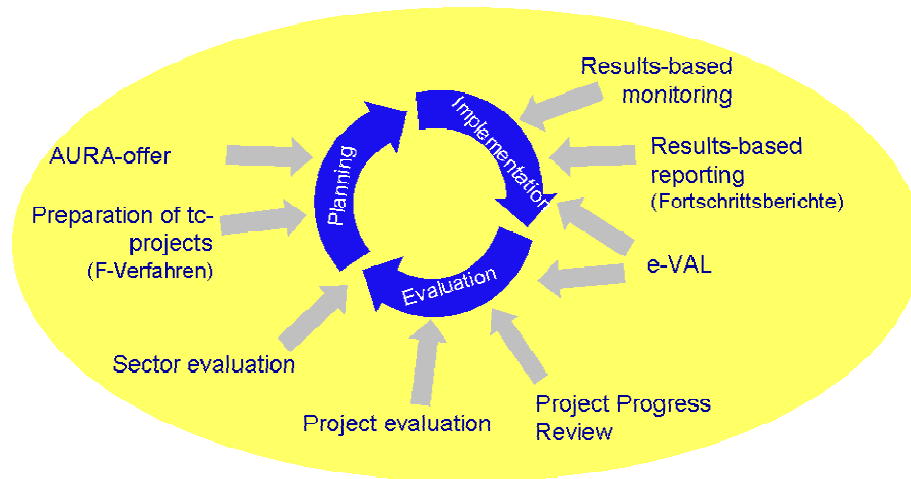 Results-based
monitoring
Implementation
AURA-offer
Planning
Results-based
reporting
(Fortschrittsberichte)
Preparation of tc-
projects
(F-Verfahren)
e-VAL
Evaluation
Sector evaluation
Project evaluation
Project Progress
Review